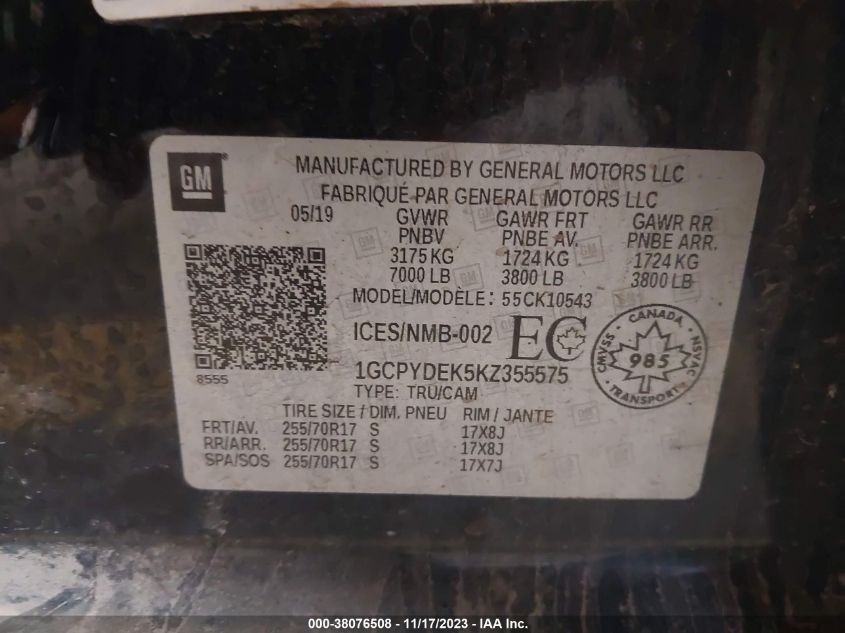 GM
MANUFACTURED BY GENERAL MOTORS LLC
FABRIQUÉ PAR GENERAL MOTORS LLC
05/19 GVWR GAWR FRT GAWR RR
PNBV PNBE AV. PNBE ARR.
3175 KG 1724 KG 1724 KG
7000 LB 3800 LB 3800 LB
MODEL/MODÈLE: 55CK10543
ICES/NMB-002 EC
CANADA
CMVSS 985 NSVAC
TRANSPORT
8555
1GCPYDEK5KZ355575
TYPE: TRU/CAM
TIRE SIZE / DIM. PNEU RIM / JANTE
FRT/AV. 255/70R17 S 17X8J
RR/ARR. 255/70R17 S 17X8J
SPA/SOS 255/70R17 S 17X7J
000-38076508 - 11/17/2023 - IAA Inc.